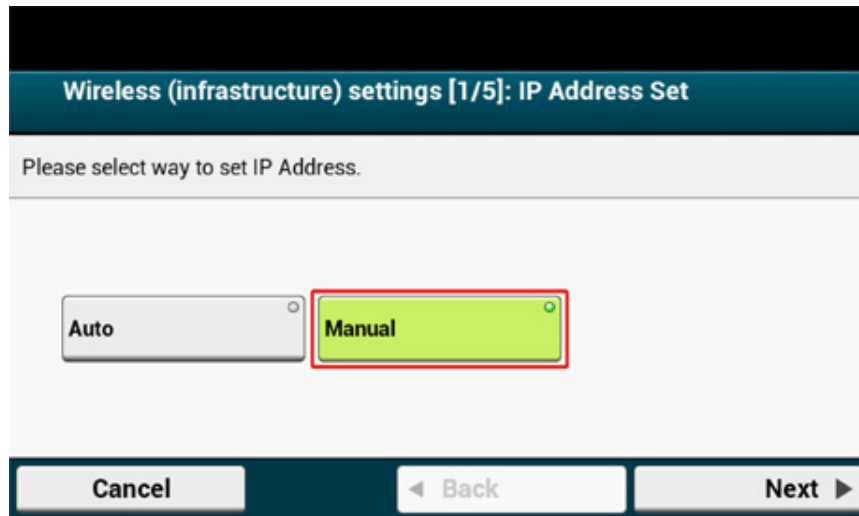 Wireless (infrastructure) settings [1/5]: IP Address Set
Please select way to set IP Address.
Auto
Manual
Cancel
Back
Next